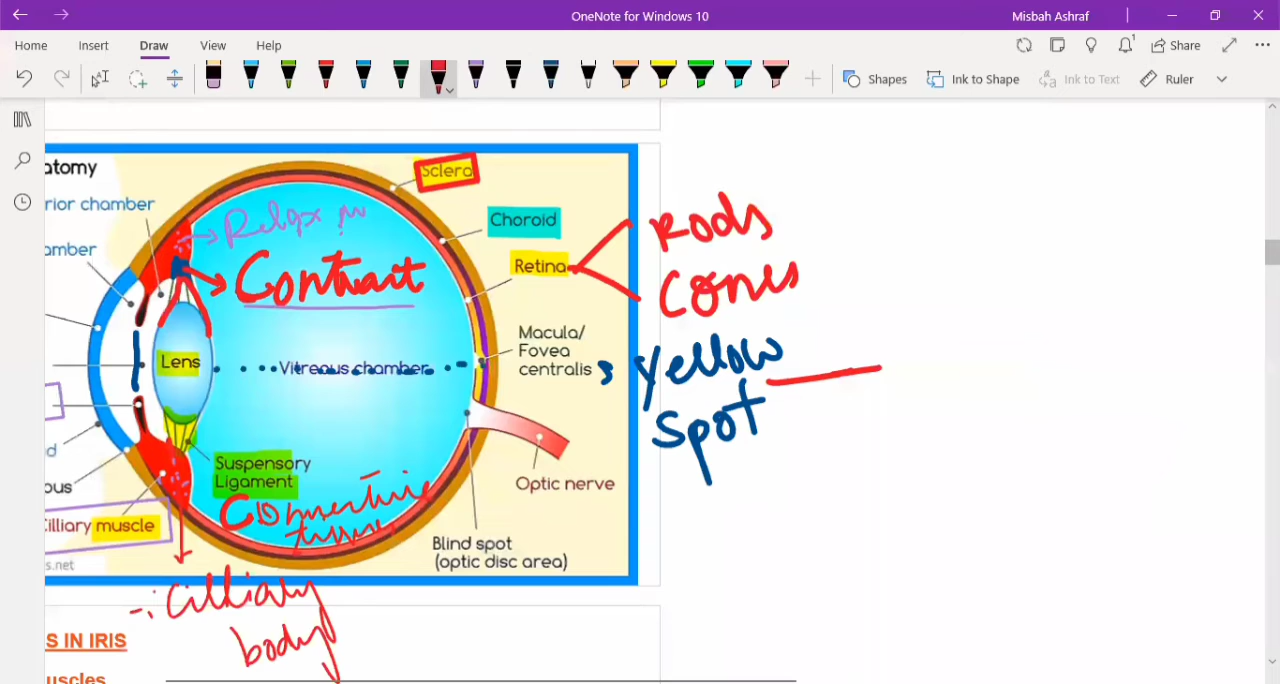 OneNote for Windows 10
Misbah Ashraf
Home
Insert
Draw
View
Help
Share
Shapes
Ink to Shape
Ink to Text
Ruler
atomy
rior chamber
amber
d
ous
Cilliary muscle
s.net
Sclera
Choroid
Retina
Rods
Cones
Macula/
Fovea
centralis
Yellow
Spot
Relax
Contract
Lens
Vitreous chamber
Suspensory
Ligament
Connective
tissue
Optic nerve
Blind spot
(optic disc area)
Cilliary
body
S IN IRIS
uscles